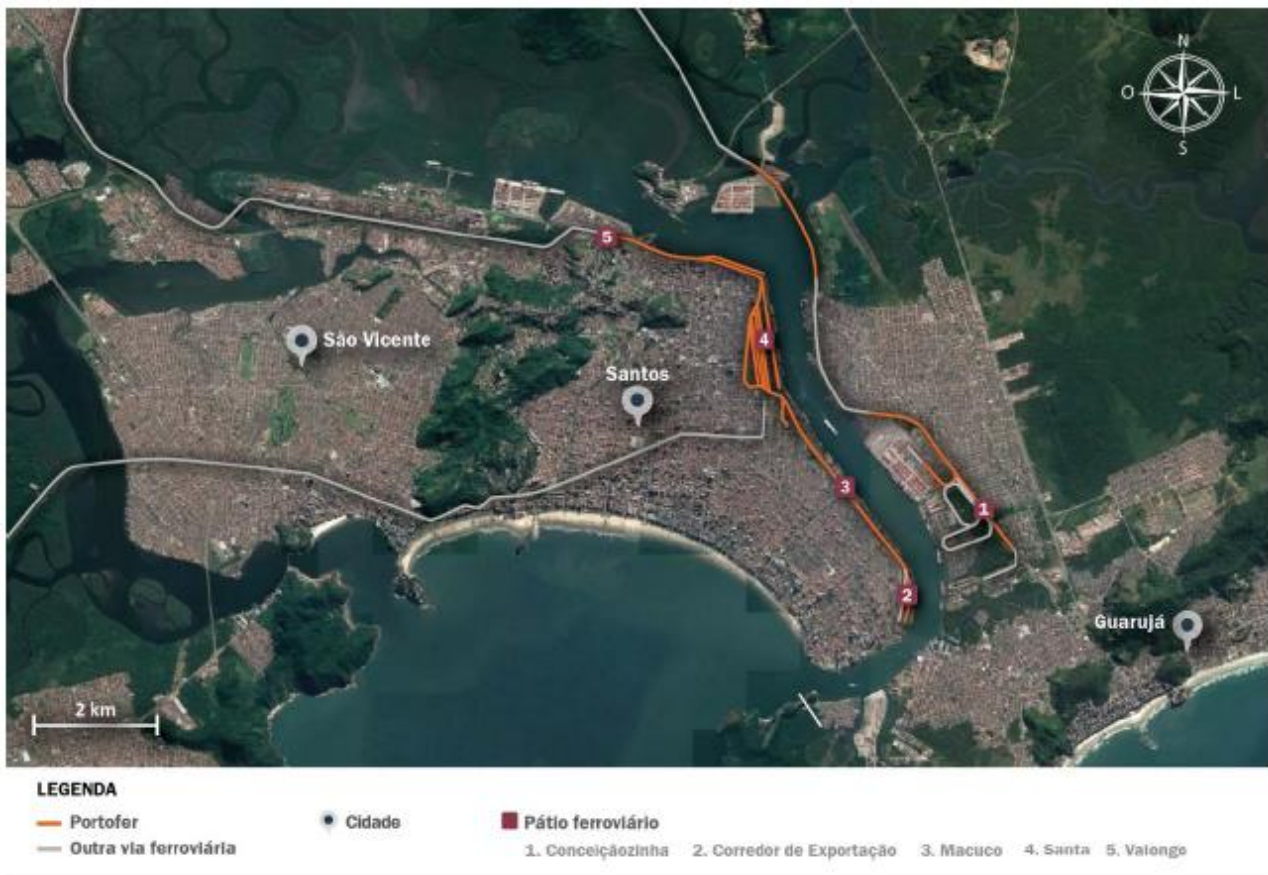 N
O L
S
São Vicente
Santos
Guarujá
5
4
3
1
2
2 km
LEGENDA
Portofer
Cidade
Pátio ferroviário
Outra via ferroviária
1. Conceiçãozinha 2. Corredor de Exportação 3. Macuco 4. Santa 5. Valongo